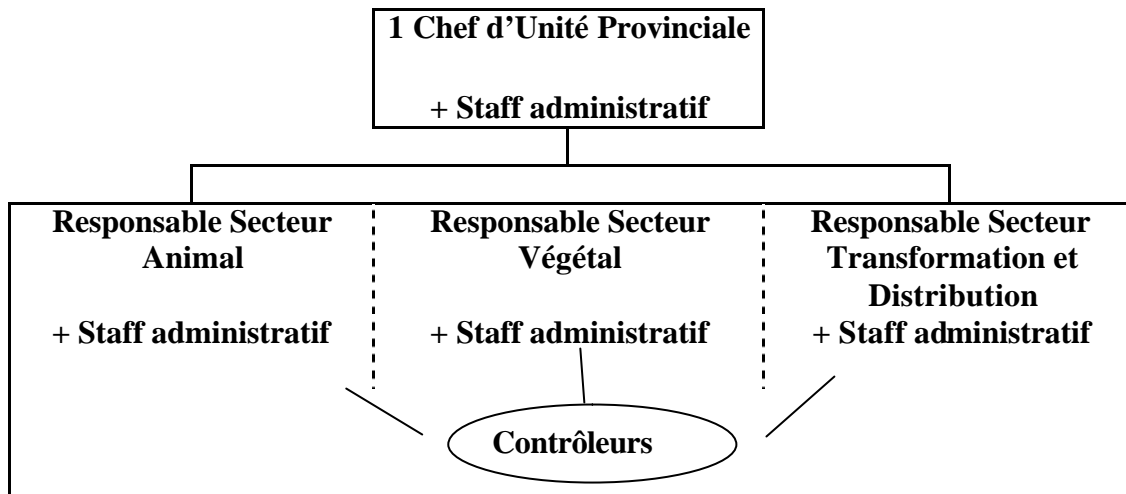 1 Chef d’Unité Provinciale
+ Staff administratif
Responsable Secteur
Animal
+ Staff administratif
Responsable Secteur
Végétal
+ Staff administratif
Responsable Secteur
Transformation et
Distribution
+ Staff administratif
Contrôleurs